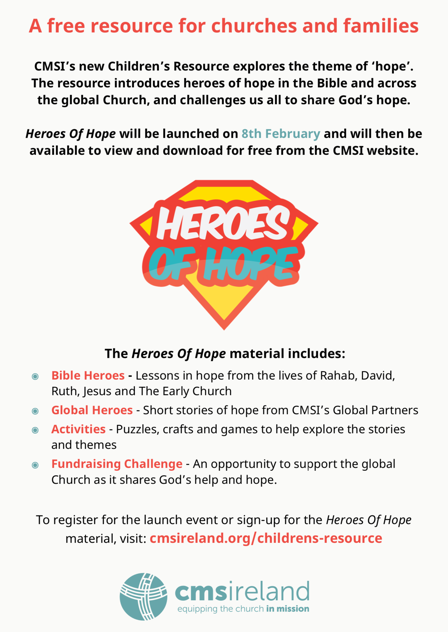 A free resource for churches and families
CMSI's new Children's Resource explores the theme of 'hope'.
The resource introduces heroes of hope in the Bible and across
the global Church, and challenges us all to share God's hope.
Heroes Of Hope will be launched on 8th February and will then be
available to view and download for free from the CMSI website.
HEROES
OF HOPE
The Heroes Of Hope material includes:
Bible Heroes - Lessons in hope from the lives of Rahab, David,
Ruth, Jesus and The Early Church
Global Heroes - Short stories of hope from CMSI's Global Partners
Activities - Puzzles, crafts and games to help explore the stories
and themes
Fundraising Challenge - An opportunity to support the global
Church as it shares God's help and hope.
To register for the launch event or sign-up for the Heroes Of Hope
material, visit: cmsireland.org/childrens-resource
cmsireland
equipping the church in mission